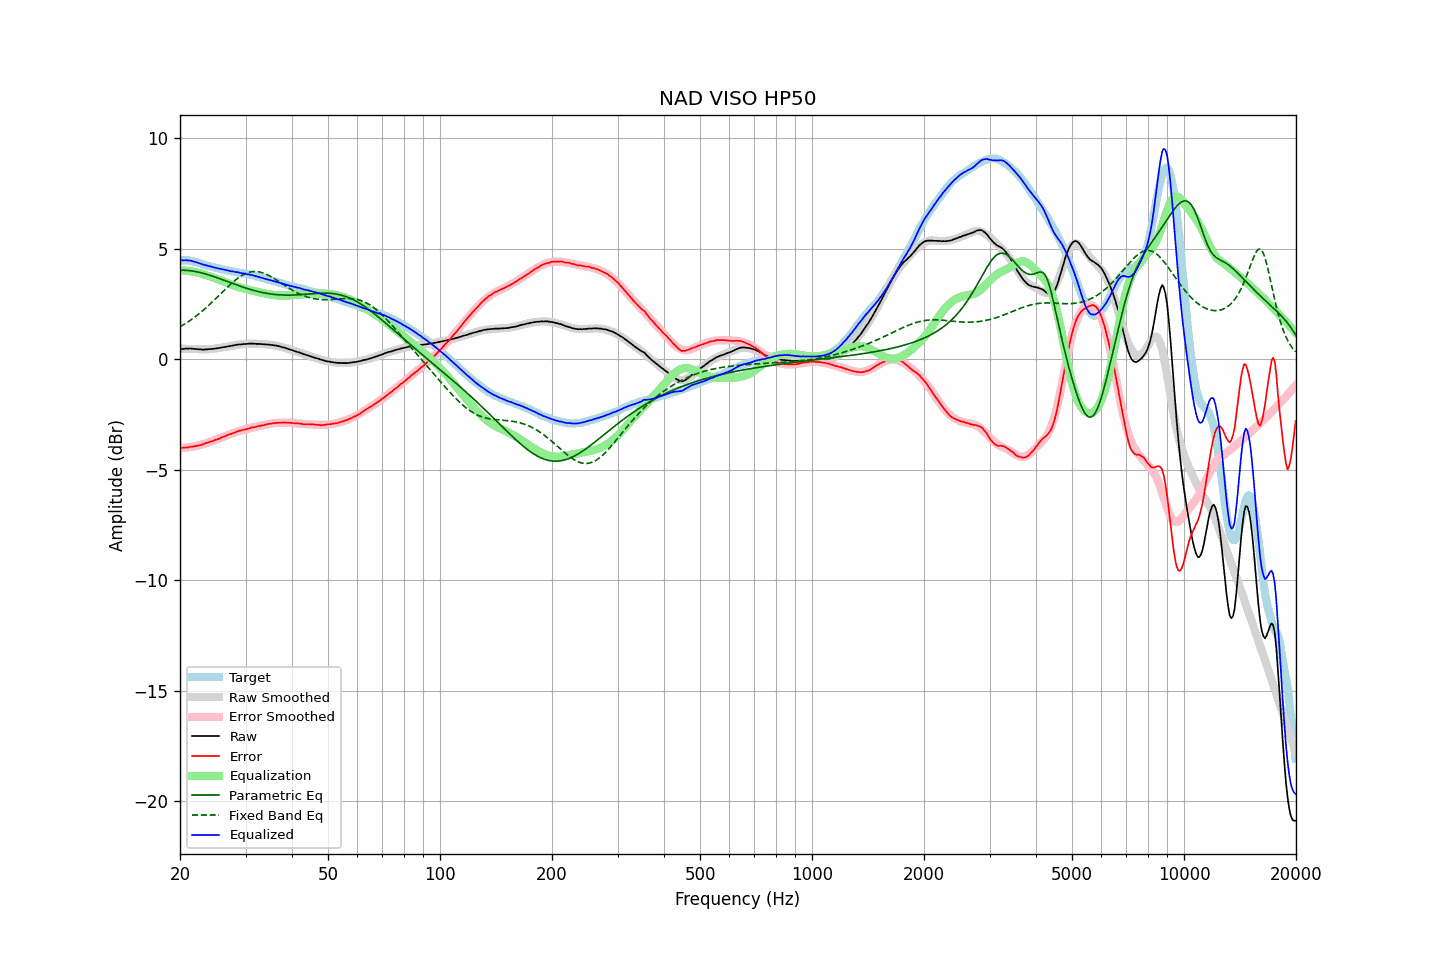 NAD VISO HP50
10
5
0
−5
−10
−15
−20
Amplitude (dBr)
Target
Raw Smoothed
Error Smoothed
Raw
Error
Equalization
Parametric Eq
Fixed Band Eq
Equalized
20
50
100
200
500
1000
2000
5000
10000
20000
Frequency (Hz)